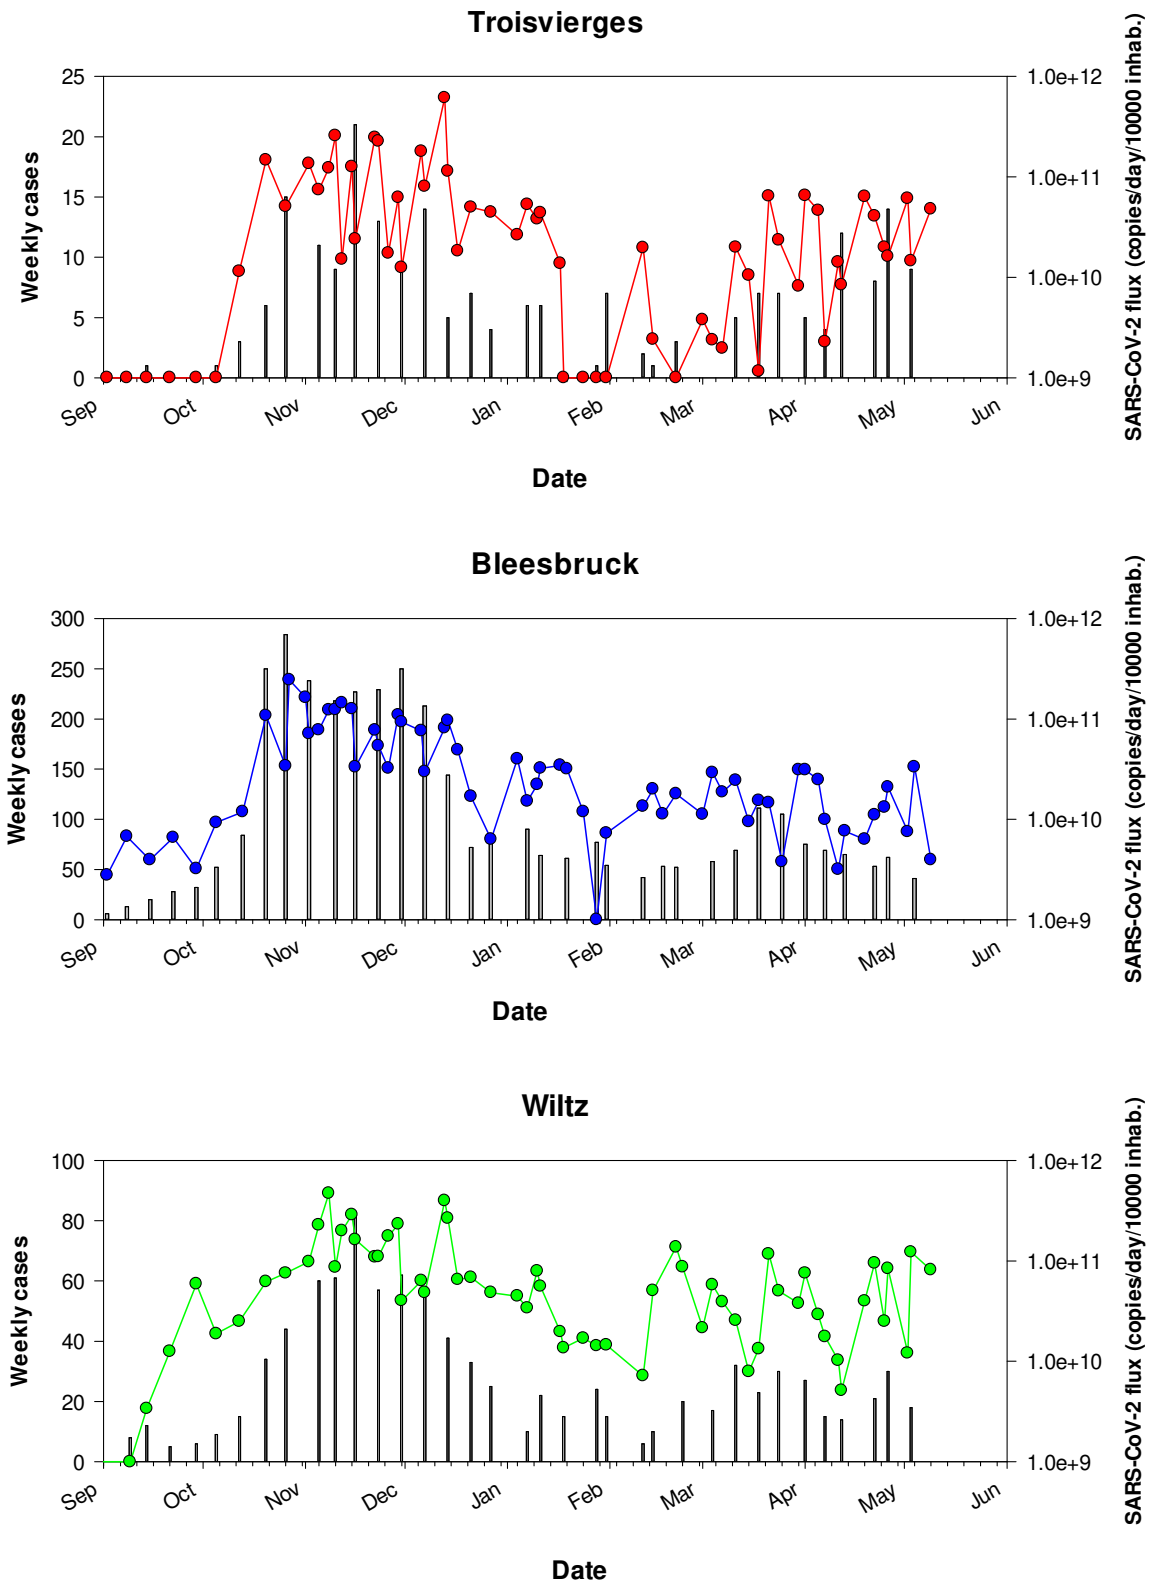 Troisvierges
25
20
15
10
5
0
Weekly cases
1.0e+12
1.0e+11
1.0e+10
1.0e+9
SARS-CoV-2 flux (copies/day/10000 inhab.)
Sep Oct Nov Dec Jan Feb Mar Apr May Jun
Date
Bleesbruck
300
250
200
150
100
50
0
Weekly cases
1.0e+12
1.0e+11
1.0e+10
1.0e+9
SARS-CoV-2 flux (copies/day/10000 inhab.)
Sep Oct Nov Dec Jan Feb Mar Apr May Jun
Date
Wiltz
100
80
60
40
20
0
Weekly cases
1.0e+12
1.0e+11
1.0e+10
1.0e+9
SARS-CoV-2 flux (copies/day/10000 inhab.)
Sep Oct Nov Dec Jan Feb Mar Apr May Jun
Date